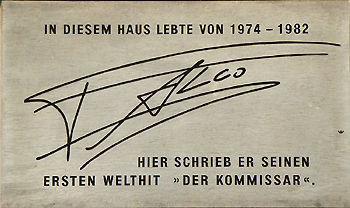 IN DIESEM HAUS LEBTE VON 1974 – 1982
FALCO
HIER SCHRIEB ER SEINEN
ERSTEN WELTHIT »DER KOMMISSAR«.